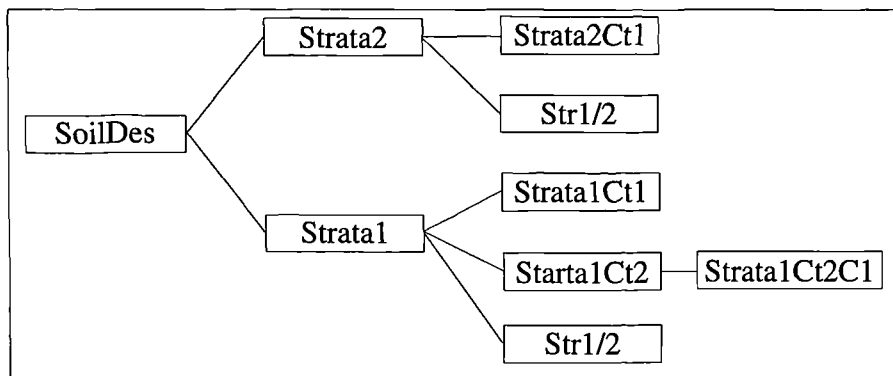 Strata2
Strata2Ct1
Str1/2
SoilDes
Strata1Ct1
Strata1
Starta1Ct2
Strata1Ct2C1
Str1/2